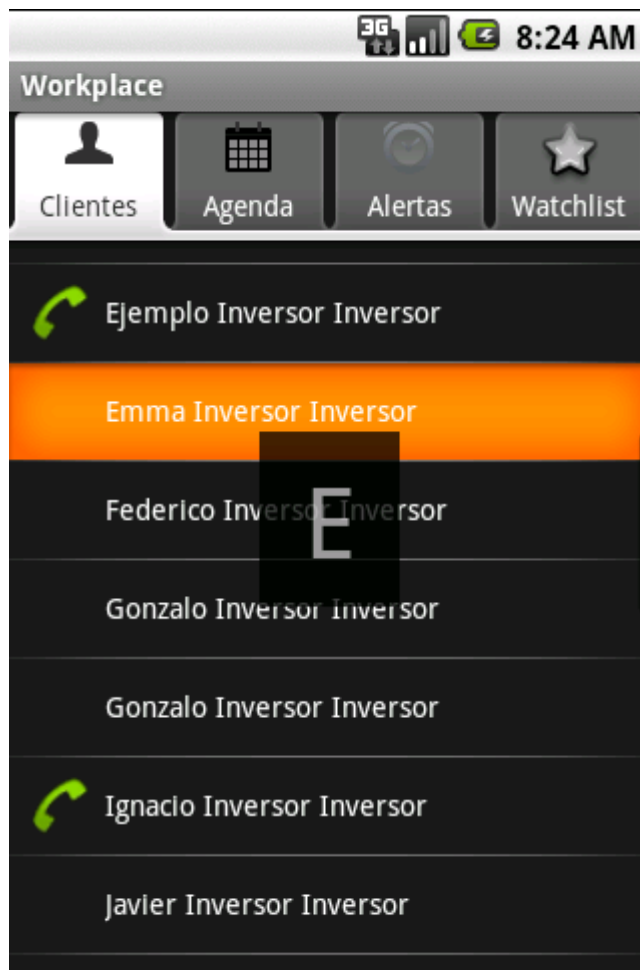 3G 8:24 AM
Workplace
Clientes Agenda Alertas Watchlist
Ejemplo Inversor Inversor
Emma Inversor Inversor
E
Federico Inversor Inversor
Gonzalo Inversor Inversor
Gonzalo Inversor Inversor
Ignacio Inversor Inversor
Javier Inversor Inversor